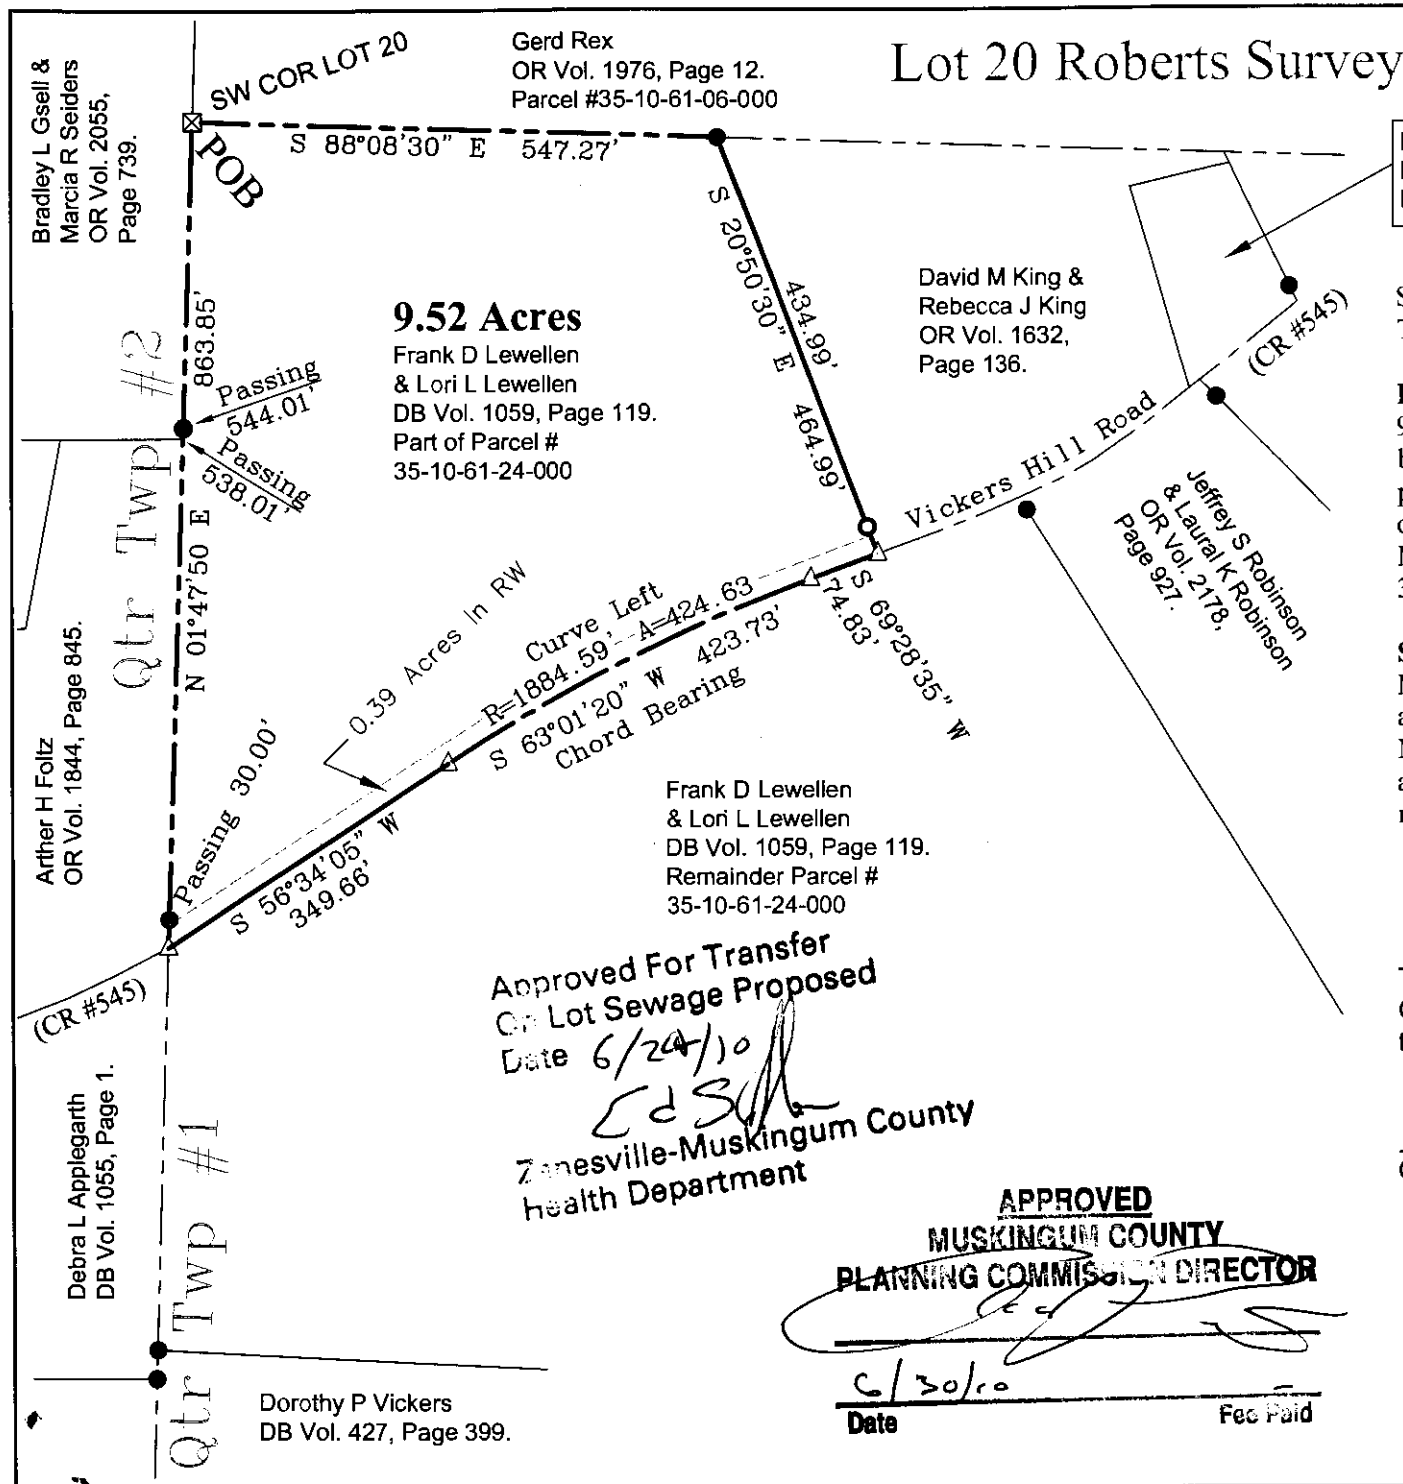 Lot 20 Roberts Survey
Bradley L Gsell &
Marcia R Seiders
OR Vol. 2055,
Page 739.
SW COR LOT 20
Gerd Rex
OR Vol. 1976, Page 12.
Parcel #35-10-61-06-000
POB
S 88°08'30" E 547.27'
S 20°50'30" E
434.99'
464.99'
David M King &
Rebecca J King
OR Vol. 1632,
Page 136.
(CR #545)
863.85'
Qtr Twp #2
Passing
544.01'
Passing
538.01'
N 01°47'50 E
9.52 Acres
Frank D Lewellen
& Lori L Lewellen
DB Vol. 1059, Page 119.
Part of Parcel #
35-10-61-24-000
Vickers Hill Road
Jeffrey S Robinson
& Laural K Robinson
OR Vol. 2178,
Page 927.
Arther H Foltz
OR Vol. 1844, Page 845.
0.39 Acres In RW
Curve Left
R=1884.59' A=424.63
S 63°01'20" W 423.73'
Chord Bearing
S 69°28'35" W
74.83'
Passing 30.00'
S 56°34'05" W
349.66'
Frank D Lewellen
& Lori L Lewellen
DB Vol. 1059, Page 119.
Remainder Parcel #
35-10-61-24-000
(CR #545)
Approved For Transfer
On Lot Sewage Proposed
Date 6/24/10
Zanesville-Muskingum County
Health Department
Debra L Applegarth
DB Vol. 1055, Page 1.
Qtr Twp #1
APPROVED
MUSKINGUM COUNTY
PLANNING COMMISSION DIRECTOR
6/30/10
Date Fee Paid
Dorothy P Vickers
DB Vol. 427, Page 399.